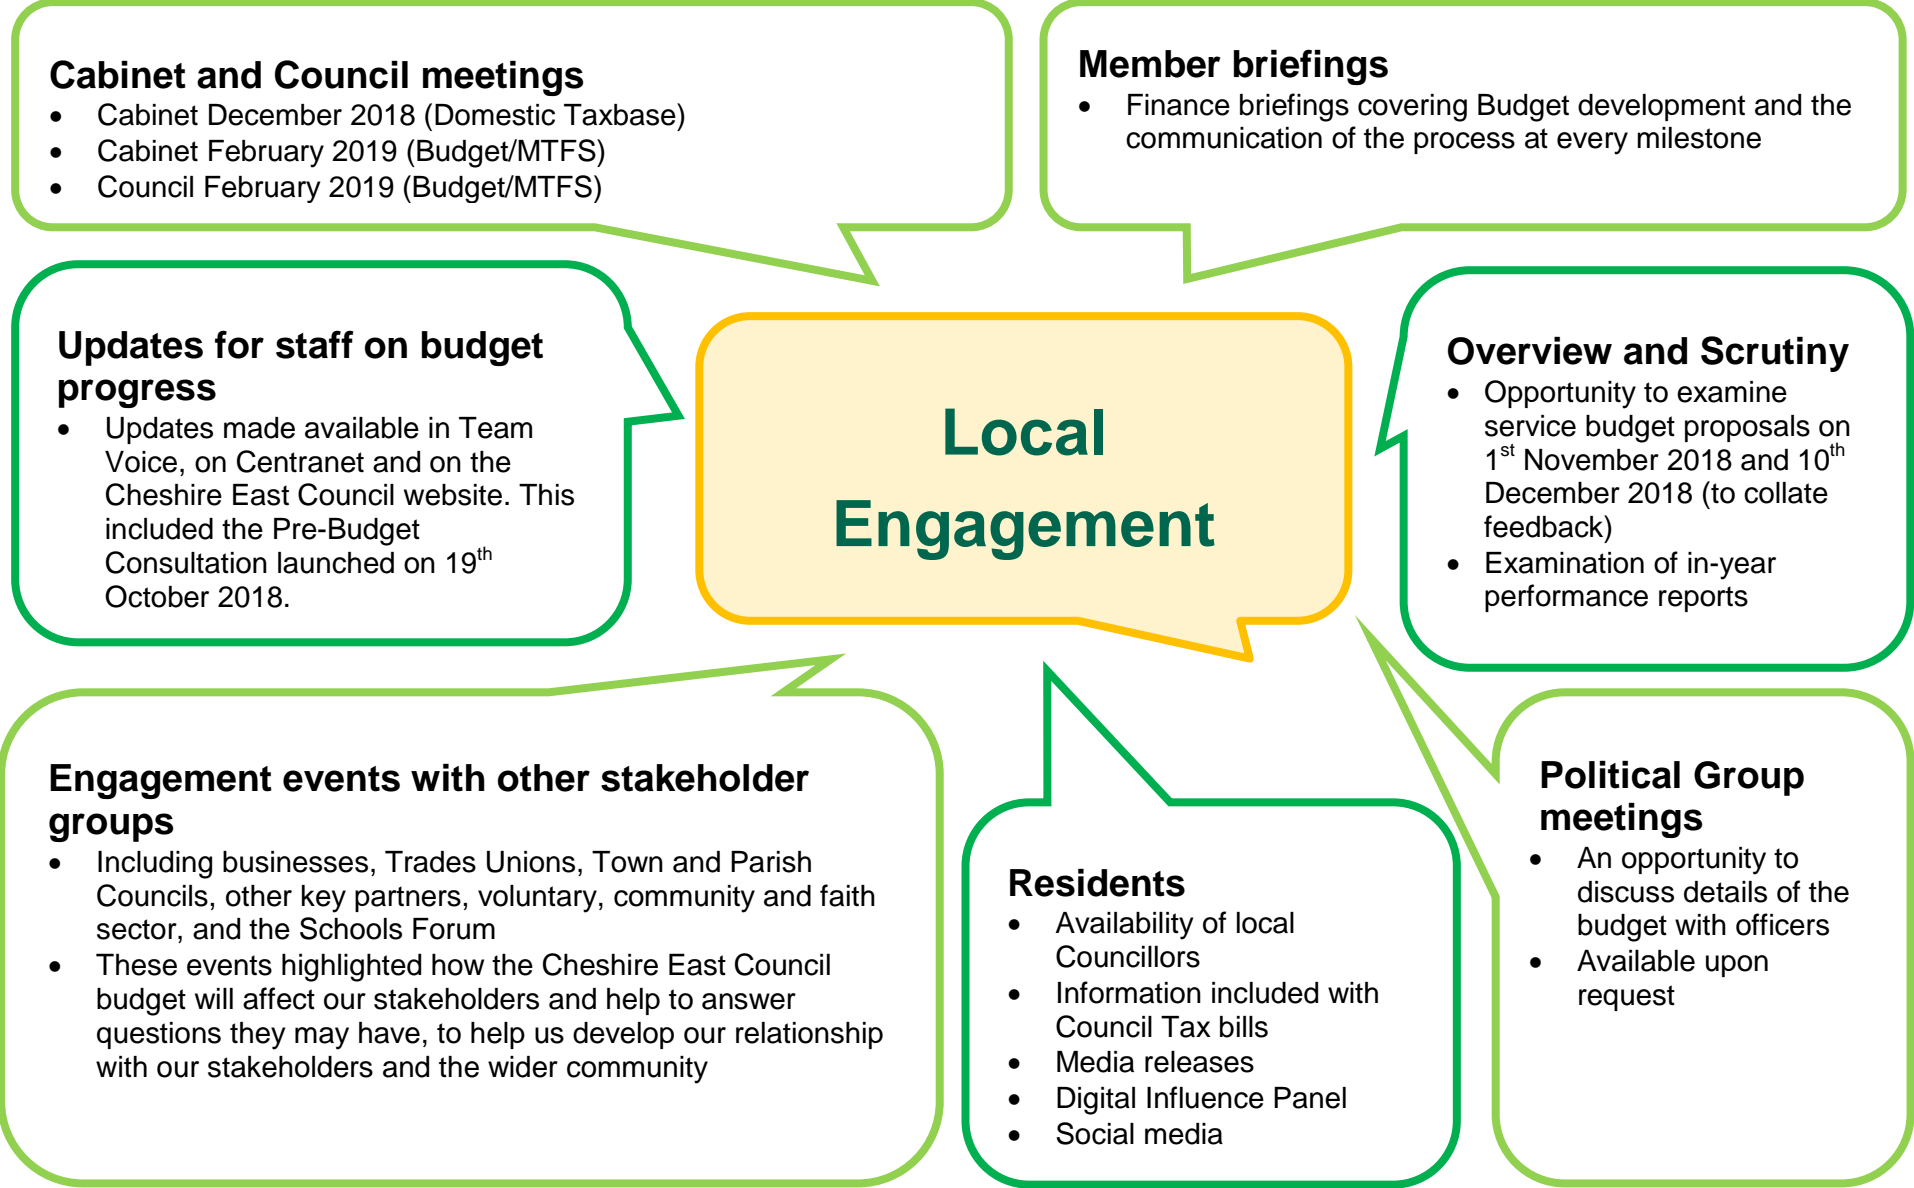 Cabinet and Council meetings
• Cabinet December 2018 (Domestic Taxbase)
• Cabinet February 2019 (Budget/MTFS)
• Council February 2019 (Budget/MTFS)
Member briefings
• Finance briefings covering Budget development and the
communication of the process at every milestone
Updates for staff on budget
progress
• Updates made available in Team
Voice, on Centranet and on the
Cheshire East Council website. This
included the Pre-Budget
Consultation launched on 19th
October 2018.
Local
Engagement
Overview and Scrutiny
• Opportunity to examine
service budget proposals on
1st November 2018 and 10th
December 2018 (to collate
feedback)
• Examination of in-year
performance reports
Engagement events with other stakeholder
groups
• Including businesses, Trades Unions, Town and Parish
Councils, other key partners, voluntary, community and faith
sector, and the Schools Forum
• These events highlighted how the Cheshire East Council
budget will affect our stakeholders and help to answer
questions they may have, to help us develop our relationship
with our stakeholders and the wider community
Residents
• Availability of local
Councillors
• Information included with
Council Tax bills
• Media releases
• Digital Influence Panel
• Social media
Political Group
meetings
• An opportunity to
discuss details of the
budget with officers
• Available upon
request